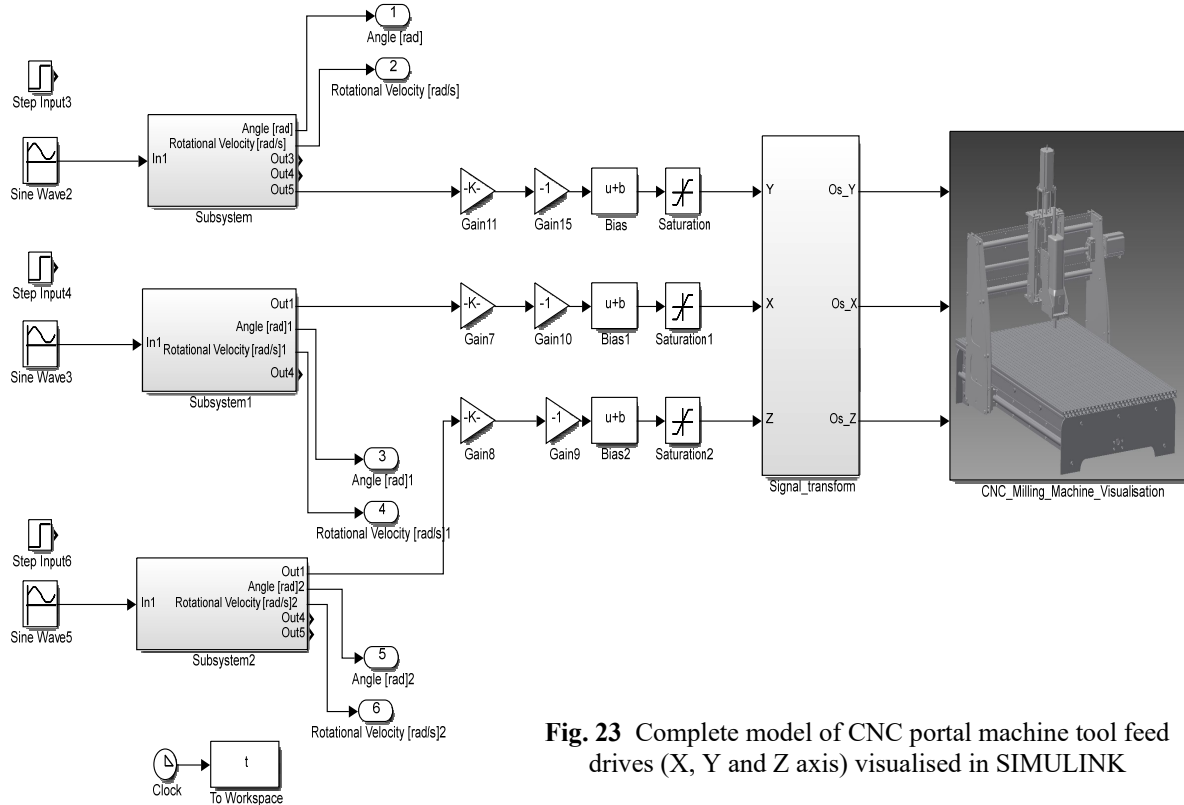 1
Angle [rad]
2
Rotational Velocity [rad/s]
Step Input3
Sine Wave2
In1
Angle [rad]
Rotational Velocity [rad/s]
Out3
Out4
Out5
Subsystem
-K-
Gain11
-1
Gain15
u+b
Bias
Saturation
Y
Os_Y
Step Input4
Sine Wave3
In1
Out1
Angle [rad]1
Rotational Velocity [rad/s]1
Out4
Subsystem1
-K-
Gain7
-1
Gain10
u+b
Bias1
Saturation1
X
Os_X
-K-
Gain8
-1
Gain9
u+b
Bias2
Saturation2
Z
Os_Z
Signal_transform
CNC_Milling_Machine_Visualisation
3
Angle [rad]1
4
Rotational Velocity [rad/s]1
Step Input6
Sine Wave5
In1
Out1
Angle [rad]2
Rotational Velocity [rad/s]2
Out4
Out5
Subsystem2
5
Angle [rad]2
6
Rotational Velocity [rad/s]2
Clock
t
To Workspace
Fig. 23 Complete model of CNC portal machine tool feed
drives (X, Y and Z axis) visualised in SIMULINK